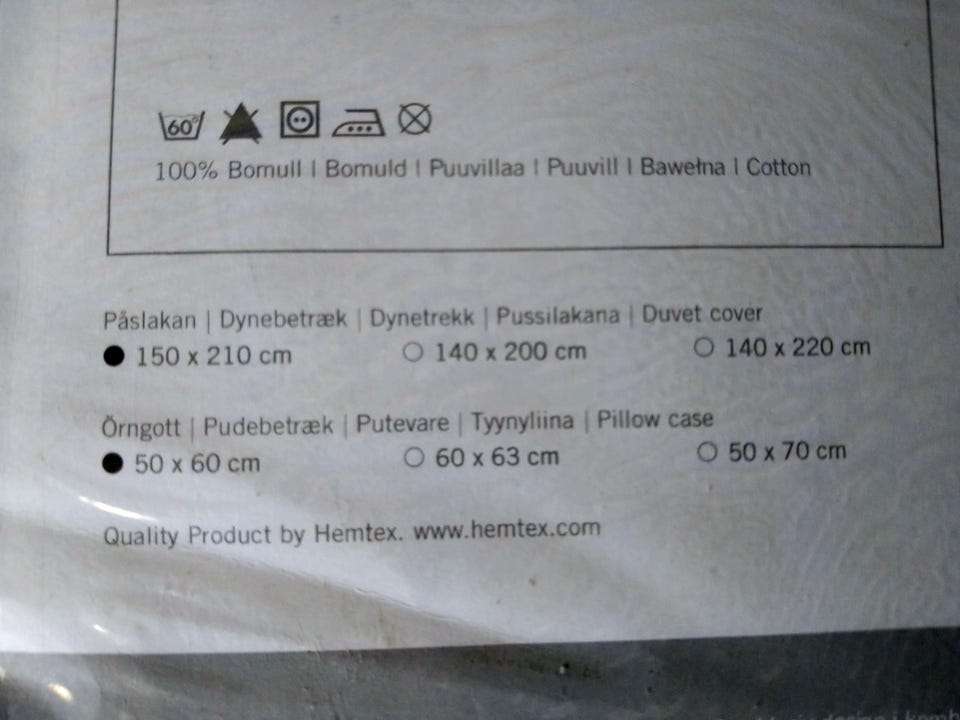 60°
100% Bomull | Bomuld | Puuvillaa | Puuvill | Bawełna | Cotton
Påslakan | Dynebetræk | Dynetrekk | Pussilakana | Duvet cover
● 150 x 210 cm ○ 140 x 200 cm ○ 140 x 220 cm
Örngott | Pudebetræk | Putevare | Tyynyliina | Pillow case
● 50 x 60 cm ○ 60 x 63 cm ○ 50 x 70 cm
Quality Product by Hemtex. www.hemtex.com